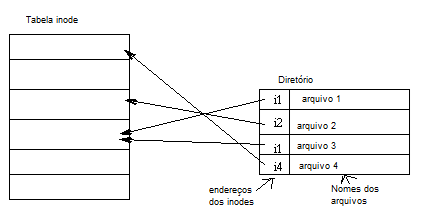 Tabela inode
Diretório
i1 arquivo 1
i2 arquivo 2
i1 arquivo 3
i4 arquivo 4
endereços
dos inodes
Nomes dos
arquivos